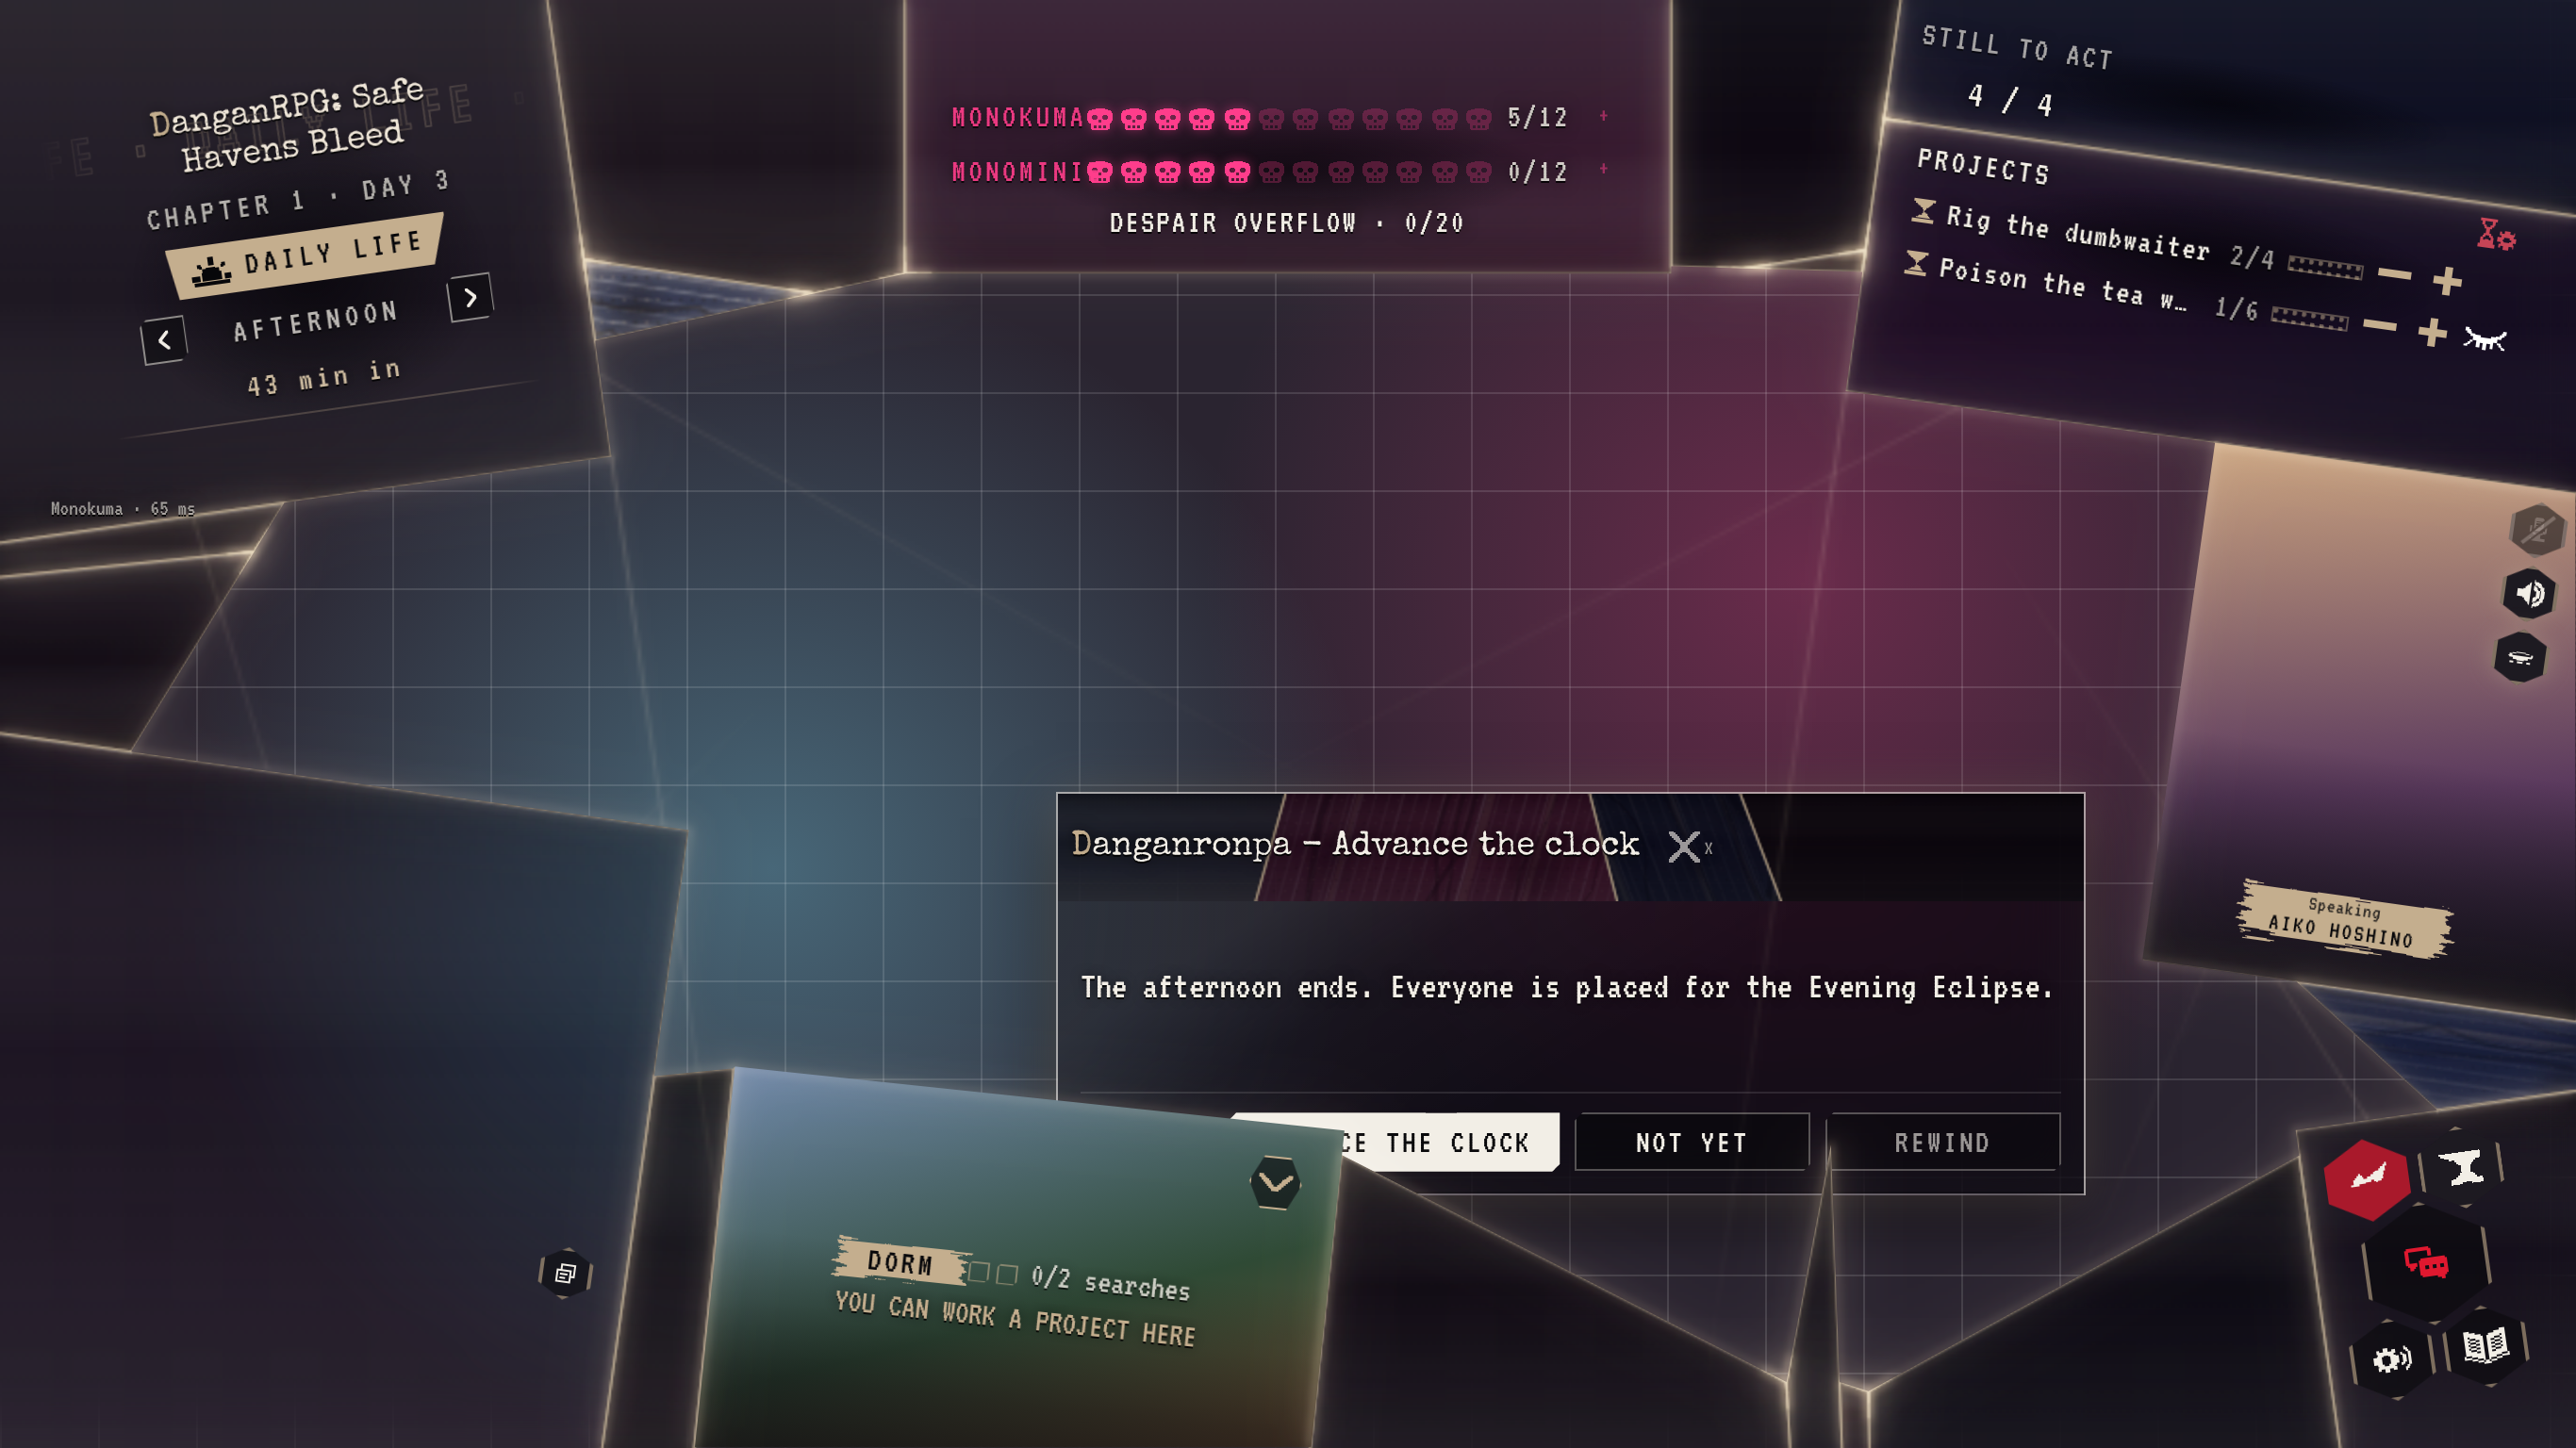 DanganRPG: Safe
Havens Bleed
CHAPTER 1 · DAY 3
DAILY LIFE
AFTERNOON
43 min in
Monokuma · 65 ms
MONOKUMA 5/12 +
MONOMINI 0/12 +
DESPAIR OVERFLOW · 0/20
STILL TO ACT
4 / 4
PROJECTS
Rig the dumbwaiter 2/4
Poison the tea w… 1/6
Speaking
AIKO HOSHINO
Danganronpa – Advance the clock X
The afternoon ends. Everyone is placed for the Evening Eclipse.
CE THE CLOCK
NOT YET
REWIND
DORM 0/2 searches
YOU CAN WORK A PROJECT HERE